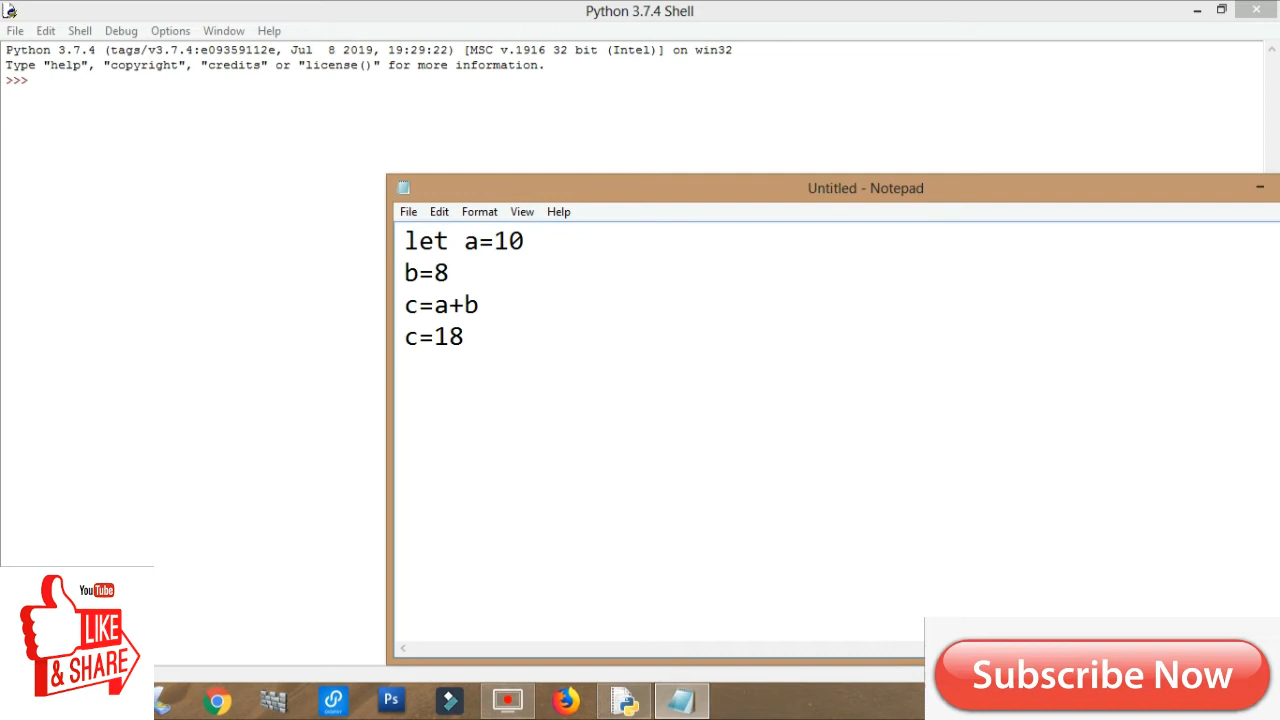 Python 3.7.4 Shell
File Edit Shell Debug Options Window Help
Python 3.7.4 (tags/v3.7.4:e09359112e, Jul  8 2019, 19:29:22) [MSC v.1916 32 bit (Intel)] on win32
Type "help", "copyright", "credits" or "license()" for more information.
>>>
Untitled - Notepad
File Edit Format View Help
let a=10
b=8
c=a+b
c=18
YouTube
LIKE
& SHARE
Subscribe Now
Ps